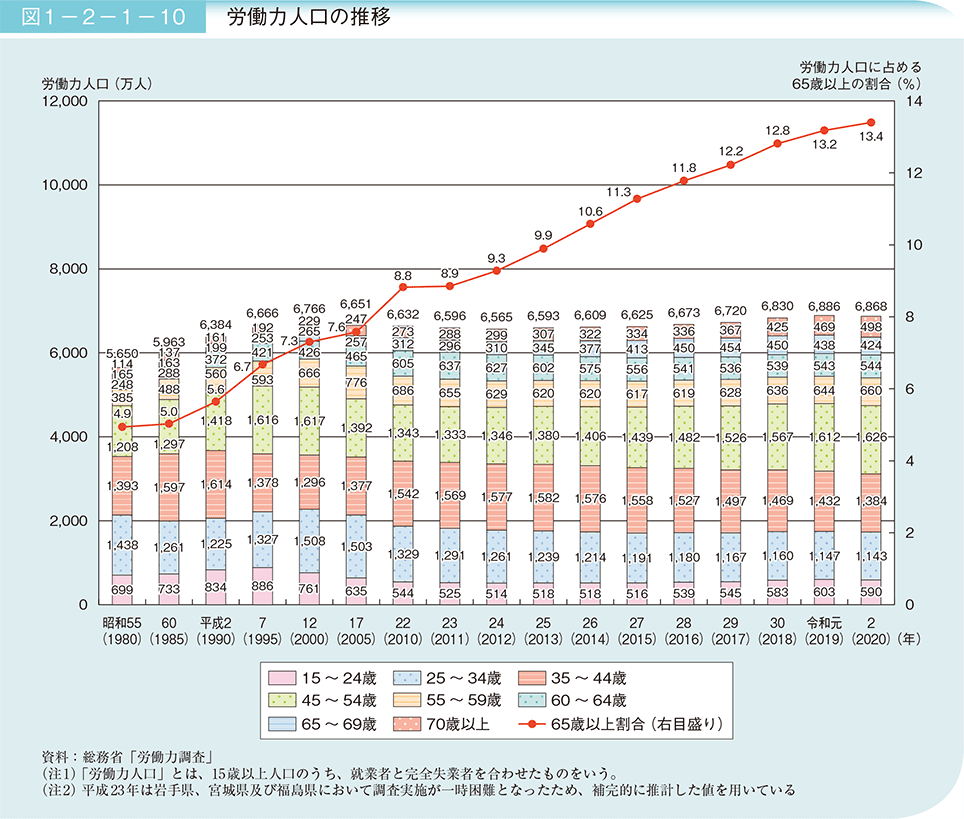 図1－2－1－10 労働力人口の推移
労働力人口（万人）
労働力人口に占める
65歳以上の割合（％）
12,000
10,000
8,000
6,000
4,000
2,000
0
14
12
10
8
6
4
2
0
4.9 5.0 5.6 6.7 7.3 7.6 8.8 8.9 9.3 9.9 10.6 11.3 11.8 12.2 12.8 13.2 13.4
5,650 5,963 6,384 6,666 6,766 6,651 6,632 6,596 6,565 6,593 6,609 6,625 6,673 6,720 6,830 6,886 6,868
114 137 161 192 229 247 273 288 299 307 322 334 336 367 425 469 498
165 163 199 253 265 257 312 296 310 345 377 413 450 454 450 438 424
248 288 372 421 426 465 605 637 627 602 575 556 541 536 539 543 544
385 488 560 593 666 776 686 655 629 620 620 617 619 628 636 644 660
1,208 1,297 1,418 1,616 1,617 1,392 1,343 1,333 1,346 1,380 1,406 1,439 1,482 1,526 1,567 1,612 1,626
1,393 1,597 1,614 1,378 1,296 1,377 1,542 1,569 1,577 1,582 1,576 1,558 1,527 1,497 1,469 1,432 1,384
1,438 1,261 1,225 1,327 1,508 1,503 1,329 1,291 1,261 1,239 1,214 1,191 1,180 1,167 1,160 1,147 1,143
699 733 834 886 761 635 544 525 514 518 518 516 539 545 583 603 590
昭和55 60 平成2 7 12 17 22 23 24 25 26 27 28 29 30 令和元 2
（1980）（1985）（1990）（1995）（2000）（2005）（2010）（2011）（2012）（2013）（2014）（2015）（2016）（2017）（2018）（2019）（2020）（年）
15～24歳 25～34歳 35～44歳
45～54歳 55～59歳 60～64歳
65～69歳 70歳以上 65歳以上割合（右目盛り）
資料：総務省「労働力調査」
（注1）「労働力人口」とは、15歳以上人口のうち、就業者と完全失業者を合わせたものをいう。
（注2）平成23年は岩手県、宮城県及び福島県において調査実施が一時困難となったため、補完的に推計した値を用いている